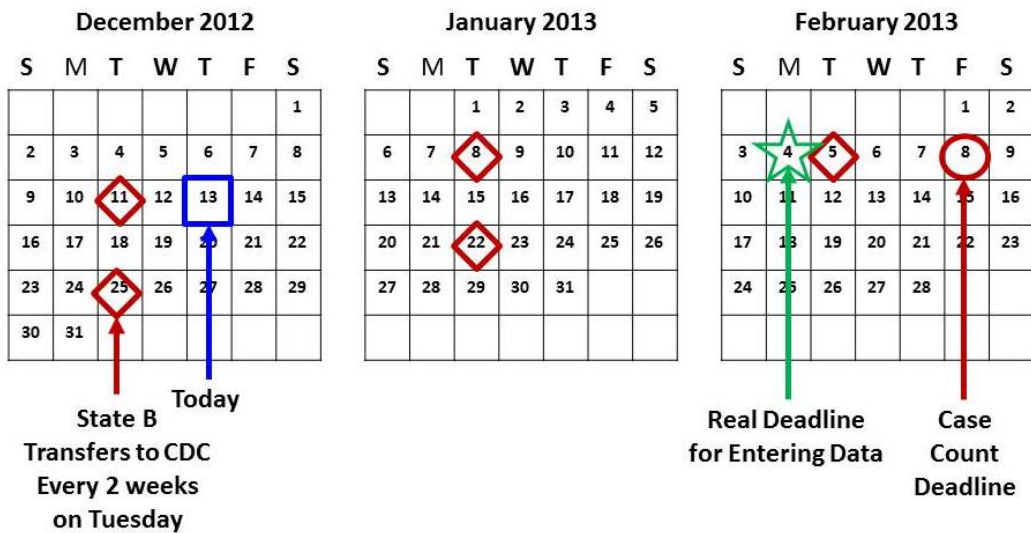 December 2012
S M T W T F S
1
2 3 4 5 6 7 8
9 10 11 12 13 14 15
16 17 18 19 20 21 22
23 24 25 26 27 28 29
30 31
January 2013
S M T W T F S
1 2 3 4 5
6 7 8 9 10 11 12
13 14 15 16 17 18 19
20 21 22 23 24 25 26
27 28 29 30 31
February 2013
S M T W T F S
1 2
3 4 5 6 7 8 9
10 11 12 13 14 15 16
17 18 19 20 21 22 23
24 25 26 27 28
State B
Transfers to CDC
Every 2 weeks
on Tuesday
Today
Real Deadline
for Entering Data
Case
Count
Deadline